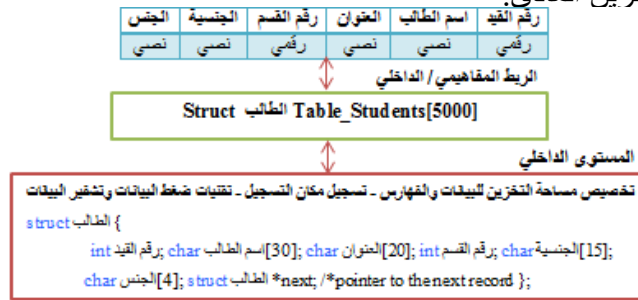 رقم القيد اسم الطالب العنوان رقم القسم الجنسية الجنس
رقمي نصي نصي رقمي نصي نصي
الربط المفاهيمي / الداخلي
Struct الطالب Table_Students[5000]
المستوى الداخلي
تخصيص مساحة التخزين للبيانات والفهارس - تسجيل مكان التسجيل - تقنيات ضغط البيانات وتشفير البيانات
struct الطالب {
int رقم القيد; char اسم الطالب[30]; char العنوان[20]; int رقم القسم; char الجنسية[15];
char الجنس[4]; struct الطالب *next; /*pointer to the next record };